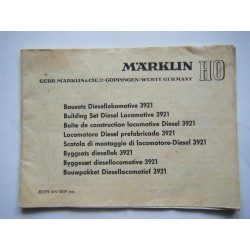 MÄRKLIN HO
GEBR. MÄRKLIN & CIE. GÖPPINGEN/WÜRTT. GERMANY
Bausatz Diesellokomotive 3921
Building Set Diesel Locomotive 3921
Boîte de construction locomotive Diesel 3921
Locomotora Diesel prefabricada 3921
Scatola di montaggio di locomotore-Diesel 3921
Byggsats diesellok 3921
Byggesæt diesellocomotive 3921
Bouwpakket Diesellocomotief 3921